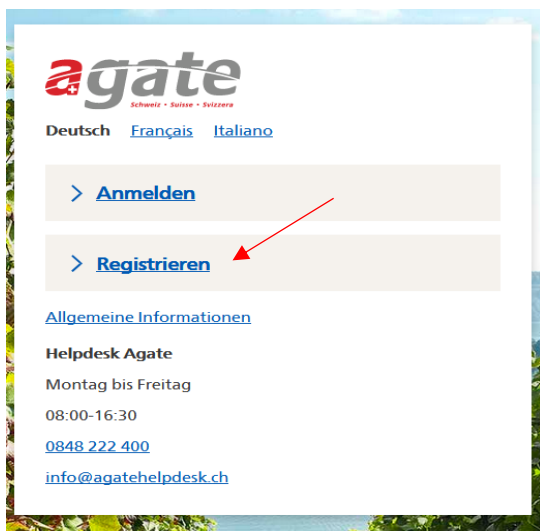 agate
Schweiz • Suisse • Svizzera
Deutsch Français Italiano
Anmelden
Registrieren
Allgemeine Informationen
Helpdesk Agate
Montag bis Freitag
08:00-16:30
0848 222 400
info@agatehelpdesk.ch